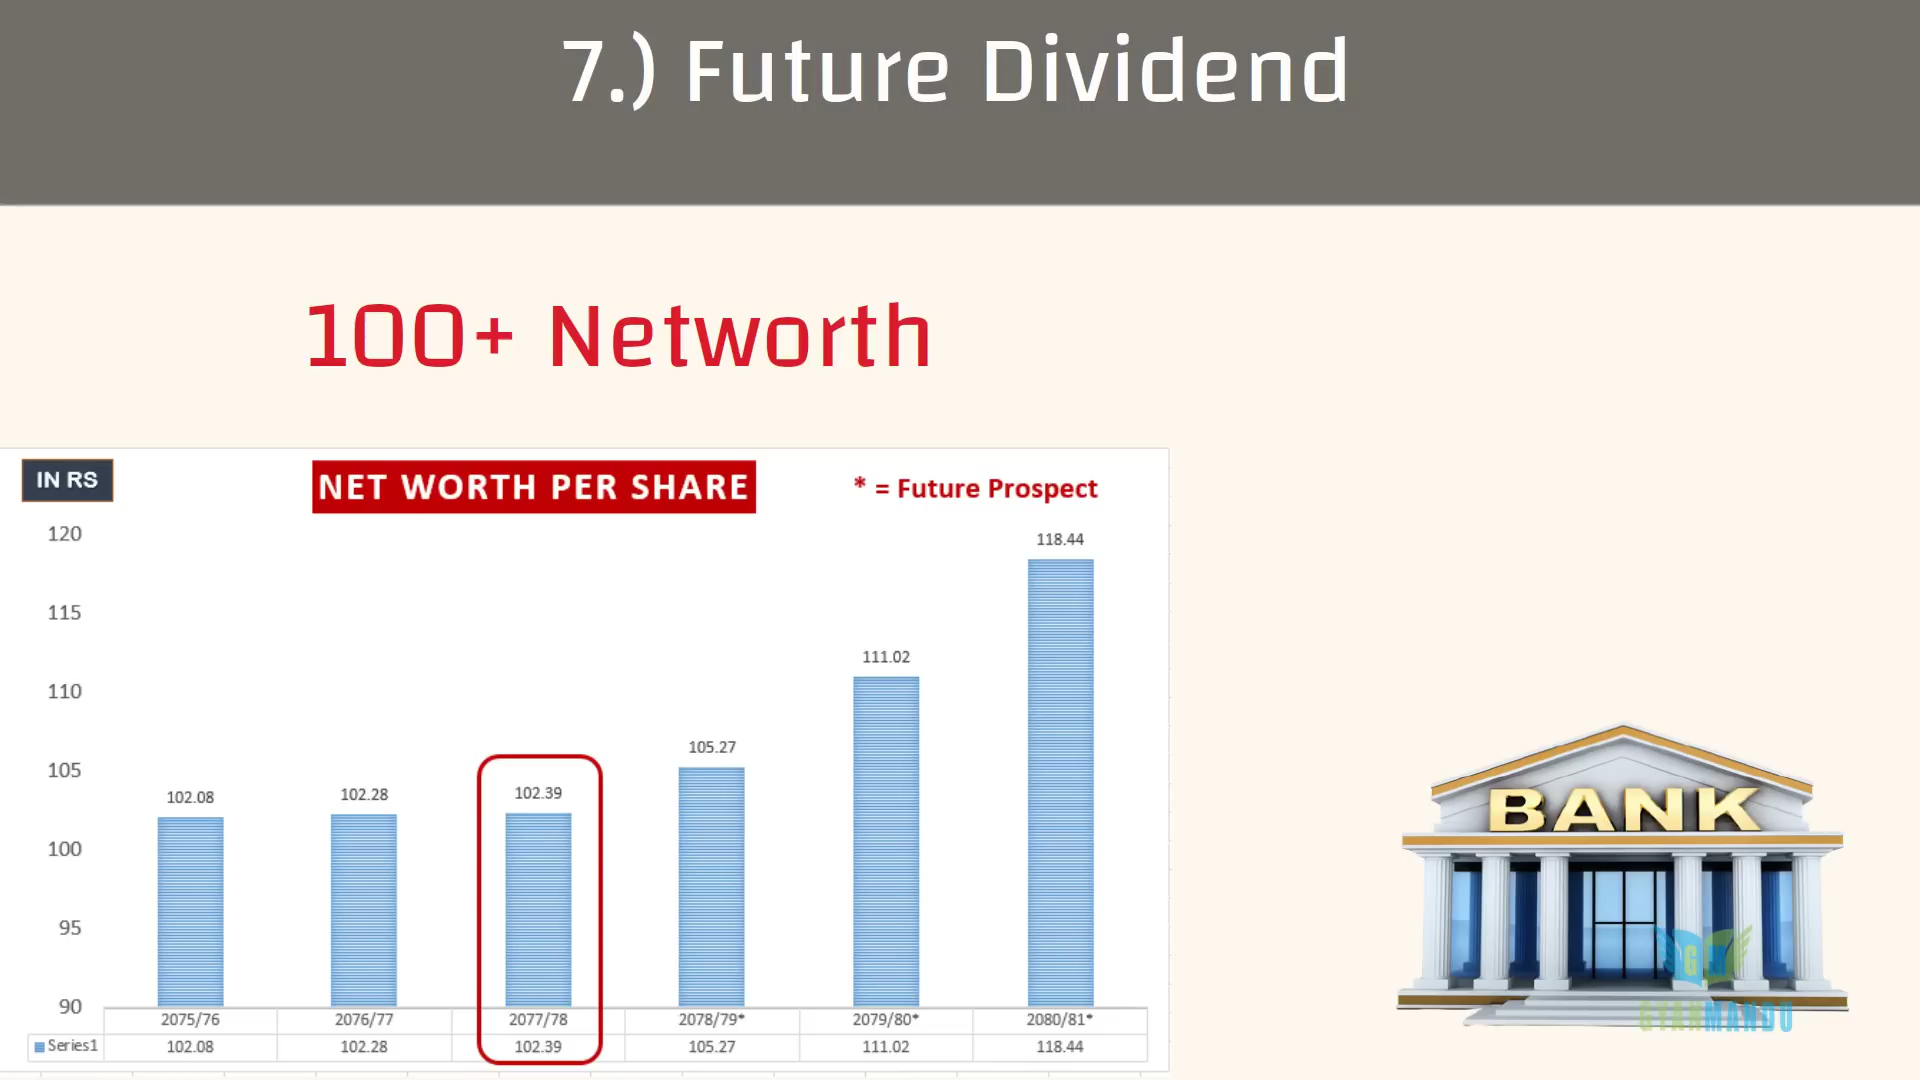 7.) Future Dividend
100+ Networth
IN RS
NET WORTH PER SHARE
* = Future Prospect
120
115
110
105
100
95
90
102.08
102.28
102.39
105.27
111.02
118.44
2075/76 2076/77 2077/78 2078/79* 2079/80* 2080/81*
Series1 102.08 102.28 102.39 105.27 111.02 118.44
BANK
GYANMANDU